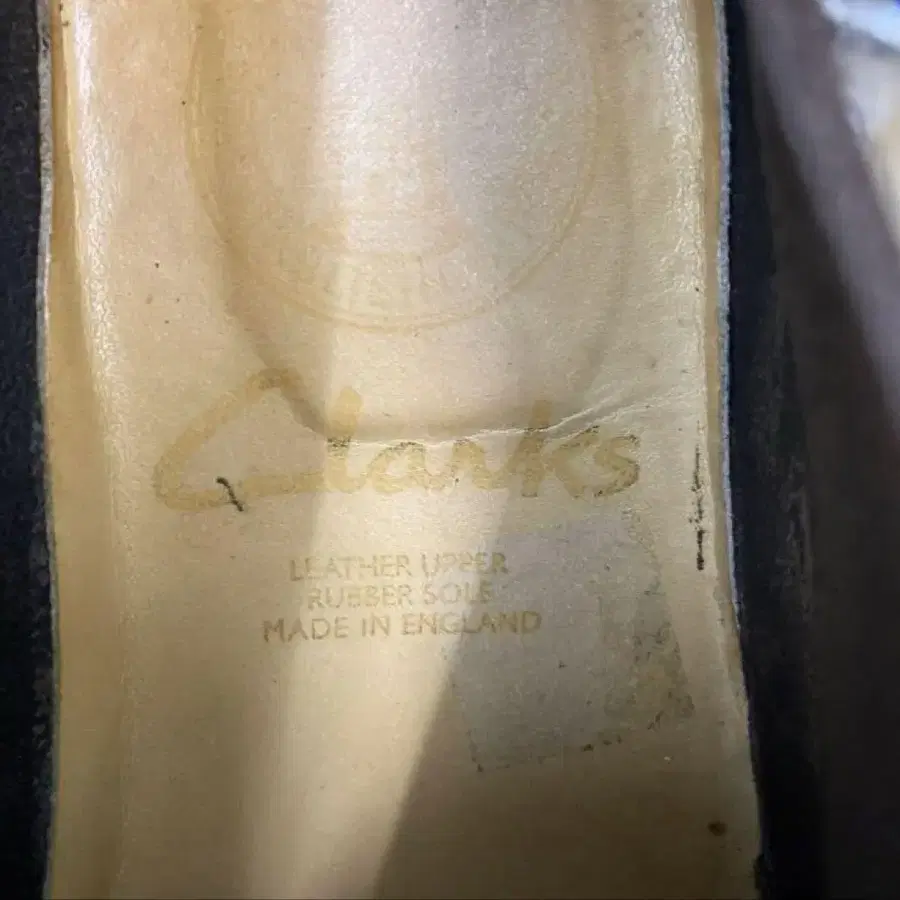 Clarks
LEATHER UPPER
RUBBER SOLE
MADE IN ENGLAND